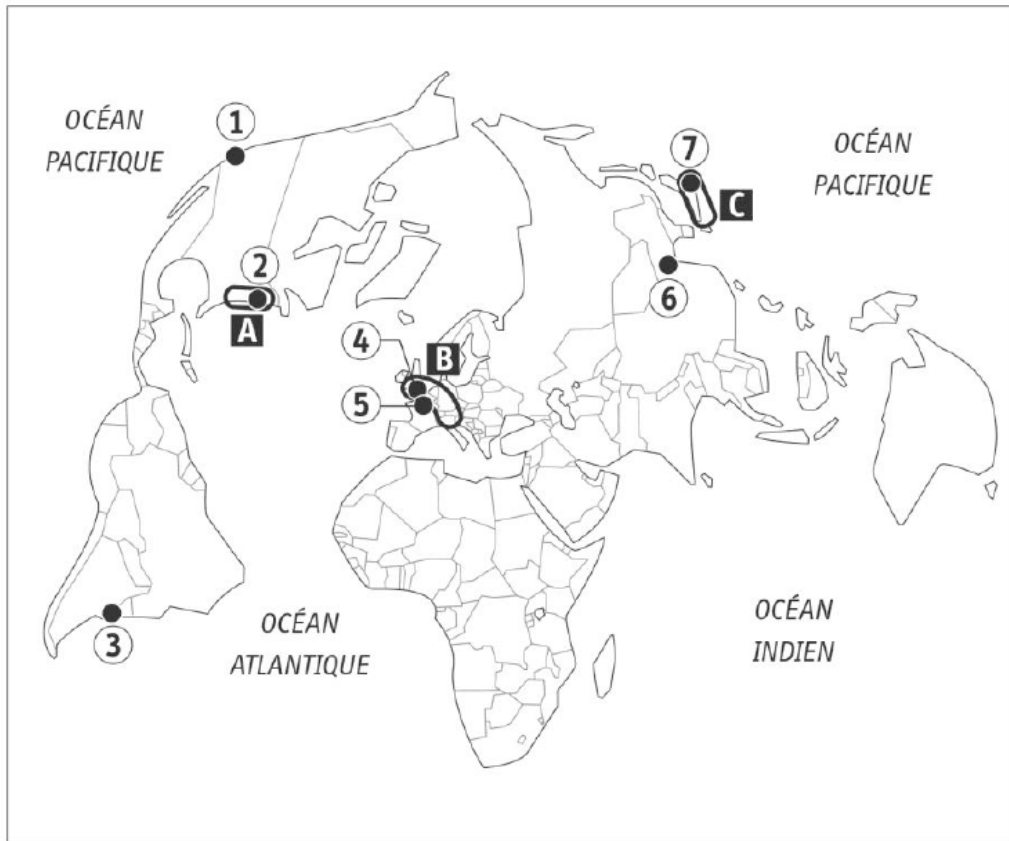 OCÉAN
PACIFIQUE
1
7
OCÉAN
PACIFIQUE
C
2
6
A
4
B
5
3
OCÉAN
ATLANTIQUE
OCÉAN
INDIEN